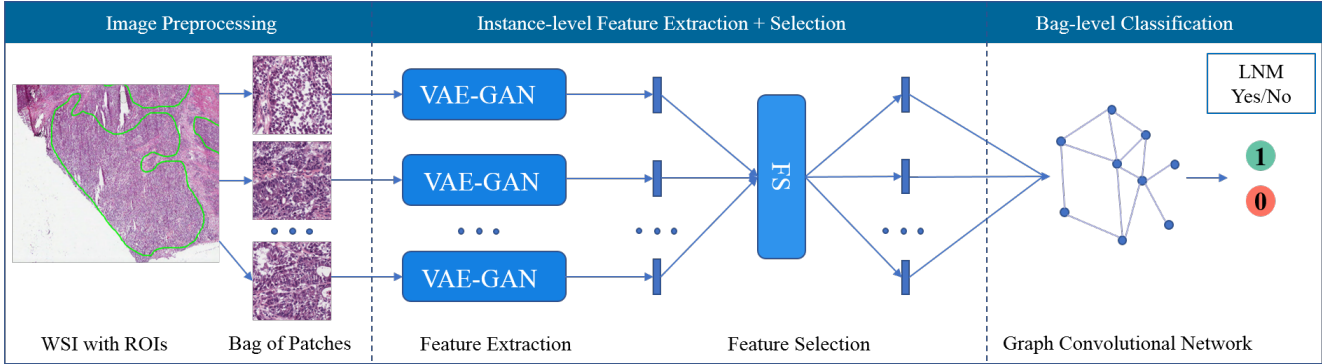 Image Preprocessing
Instance-level Feature Extraction + Selection
Bag-level Classification
LNM
Yes/No
VAE-GAN
VAE-GAN
VAE-GAN
FS
1
0
WSI with ROIs
Bag of Patches
Feature Extraction
Feature Selection
Graph Convolutional Network